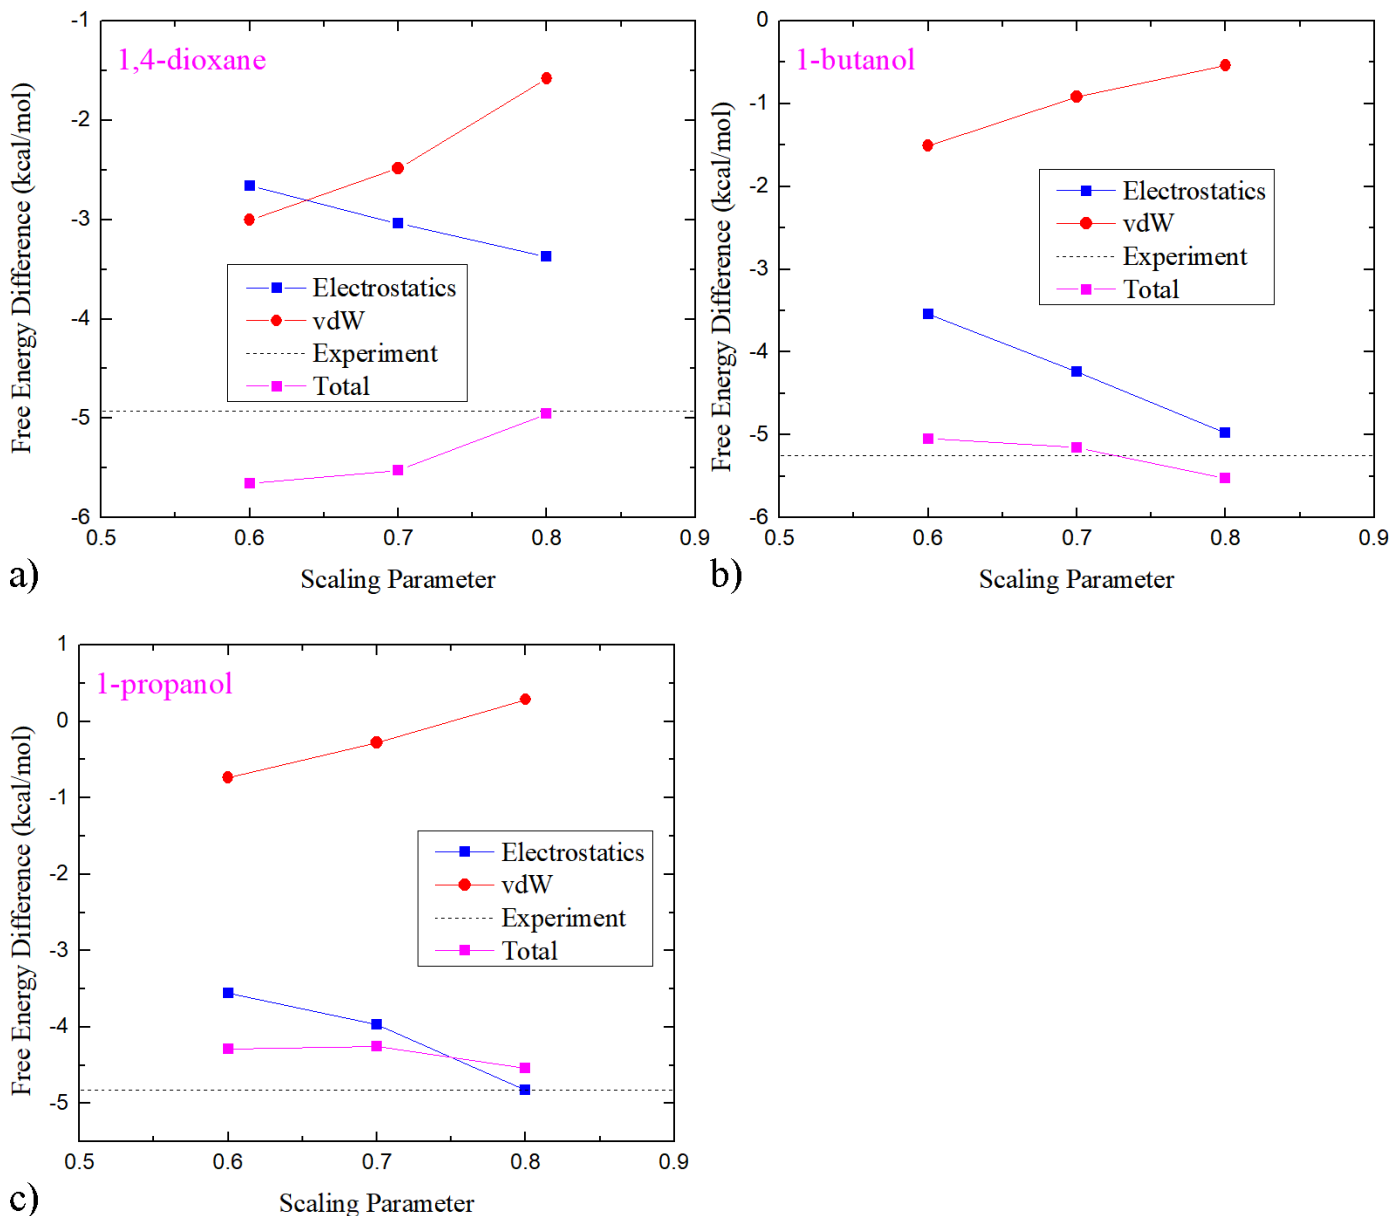 1,4-dioxane
Free Energy Difference (kcal/mol)
-1
-2
-3
-4
-5
-6
Electrostatics
vdW
Experiment
Total
0.5 0.6 0.7 0.8 0.9
Scaling Parameter
a)
1-butanol
Free Energy Difference (kcal/mol)
0
-1
-2
-3
-4
-5
-6
Electrostatics
vdW
Experiment
Total
0.5 0.6 0.7 0.8 0.9
Scaling Parameter
b)
1-propanol
Free Energy Difference (kcal/mol)
1
0
-1
-2
-3
-4
-5
Electrostatics
vdW
Experiment
Total
0.5 0.6 0.7 0.8 0.9
Scaling Parameter
c)